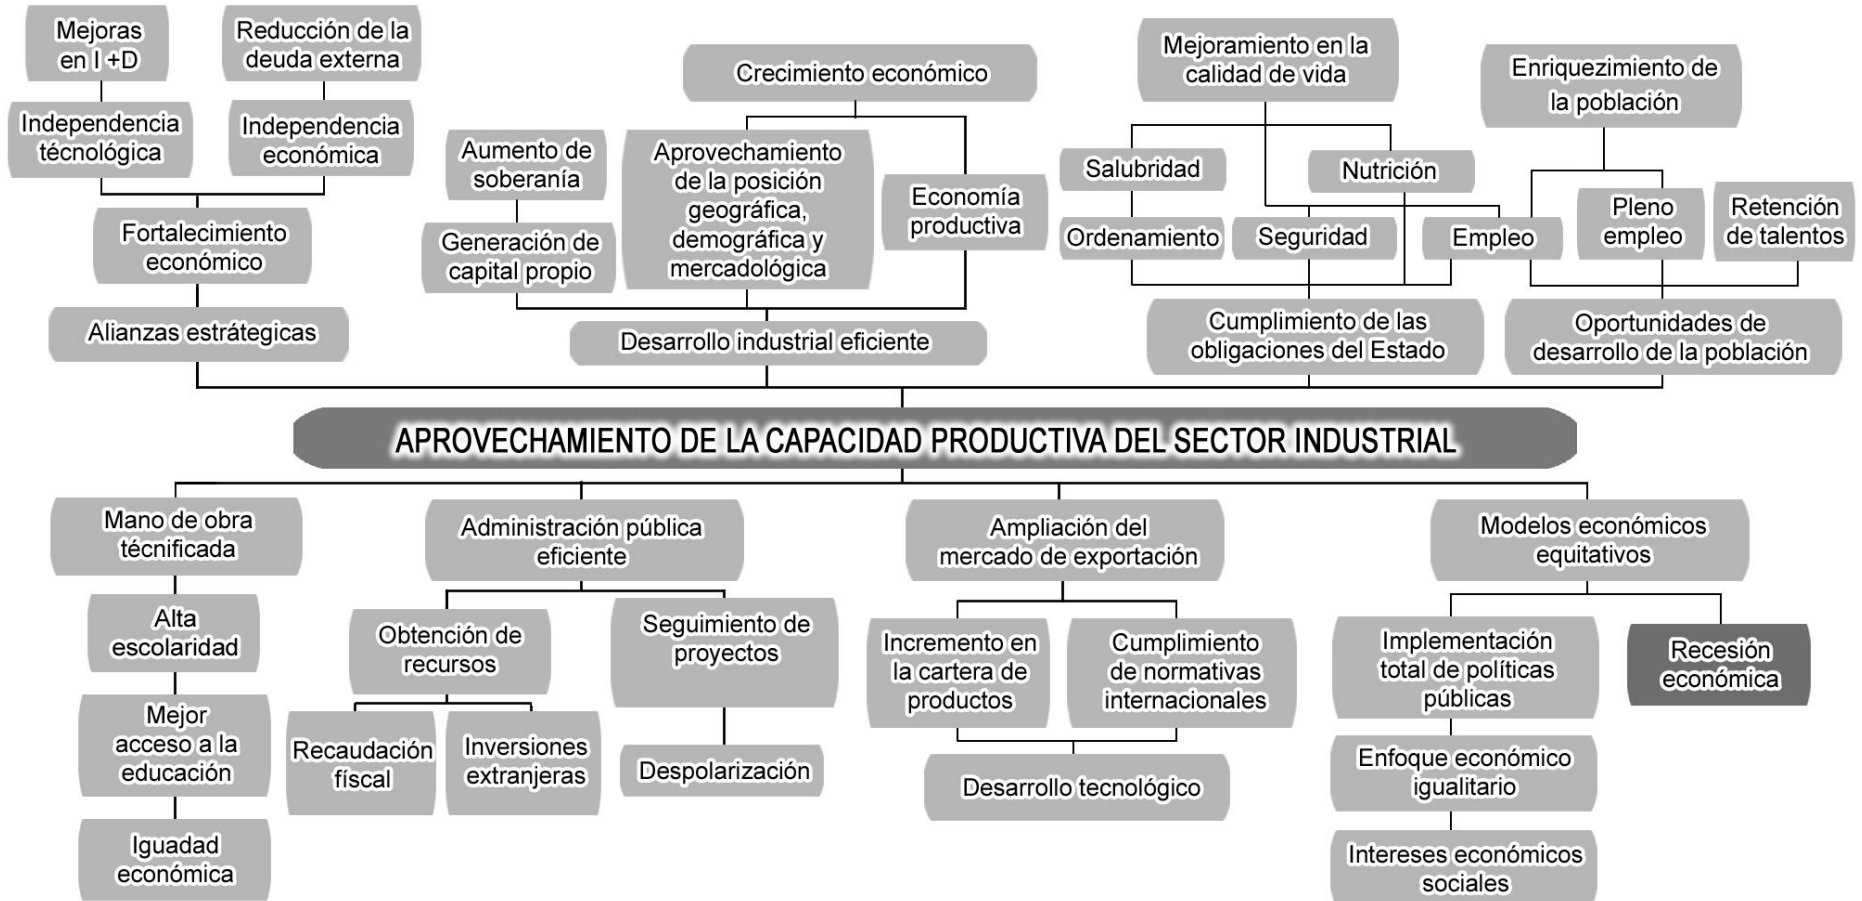 Mejoras
en I +D
Reducción de la
deuda externa
Crecimiento económico
Mejoramiento en la
calidad de vida
Enriquezimiento de
la población
Independencia
técnológica
Independencia
económica
Aumento de
soberanía
Aprovechamiento
de la posición
geográfica,
demográfica y
mercadológica
Economía
productiva
Salubridad
Nutrición
Fortalecimiento
económico
Generación de
capital propio
Ordenamiento
Seguridad
Empleo
Pleno
empleo
Retención
de talentos
Alianzas estrátegicas
Desarrollo industrial eficiente
Cumplimiento de las
obligaciones del Estado
Oportunidades de
desarrollo de la población
APROVECHAMIENTO DE LA CAPACIDAD PRODUCTIVA DEL SECTOR INDUSTRIAL
Mano de obra
técnificada
Administración pública
eficiente
Ampliación del
mercado de exportación
Modelos económicos
equitativos
Alta
escolaridad
Obtención de
recursos
Seguimiento de
proyectos
Incremento en
la cartera de
productos
Cumplimiento
de normativas
internacionales
Implementación
total de políticas
públicas
Recesión
económica
Mejor
acceso a la
educación
Recaudación
físcal
Inversiones
extranjeras
Despolarización
Desarrollo tecnológico
Enfoque económico
igualitario
Iguadad
económica
Intereses económicos
sociales